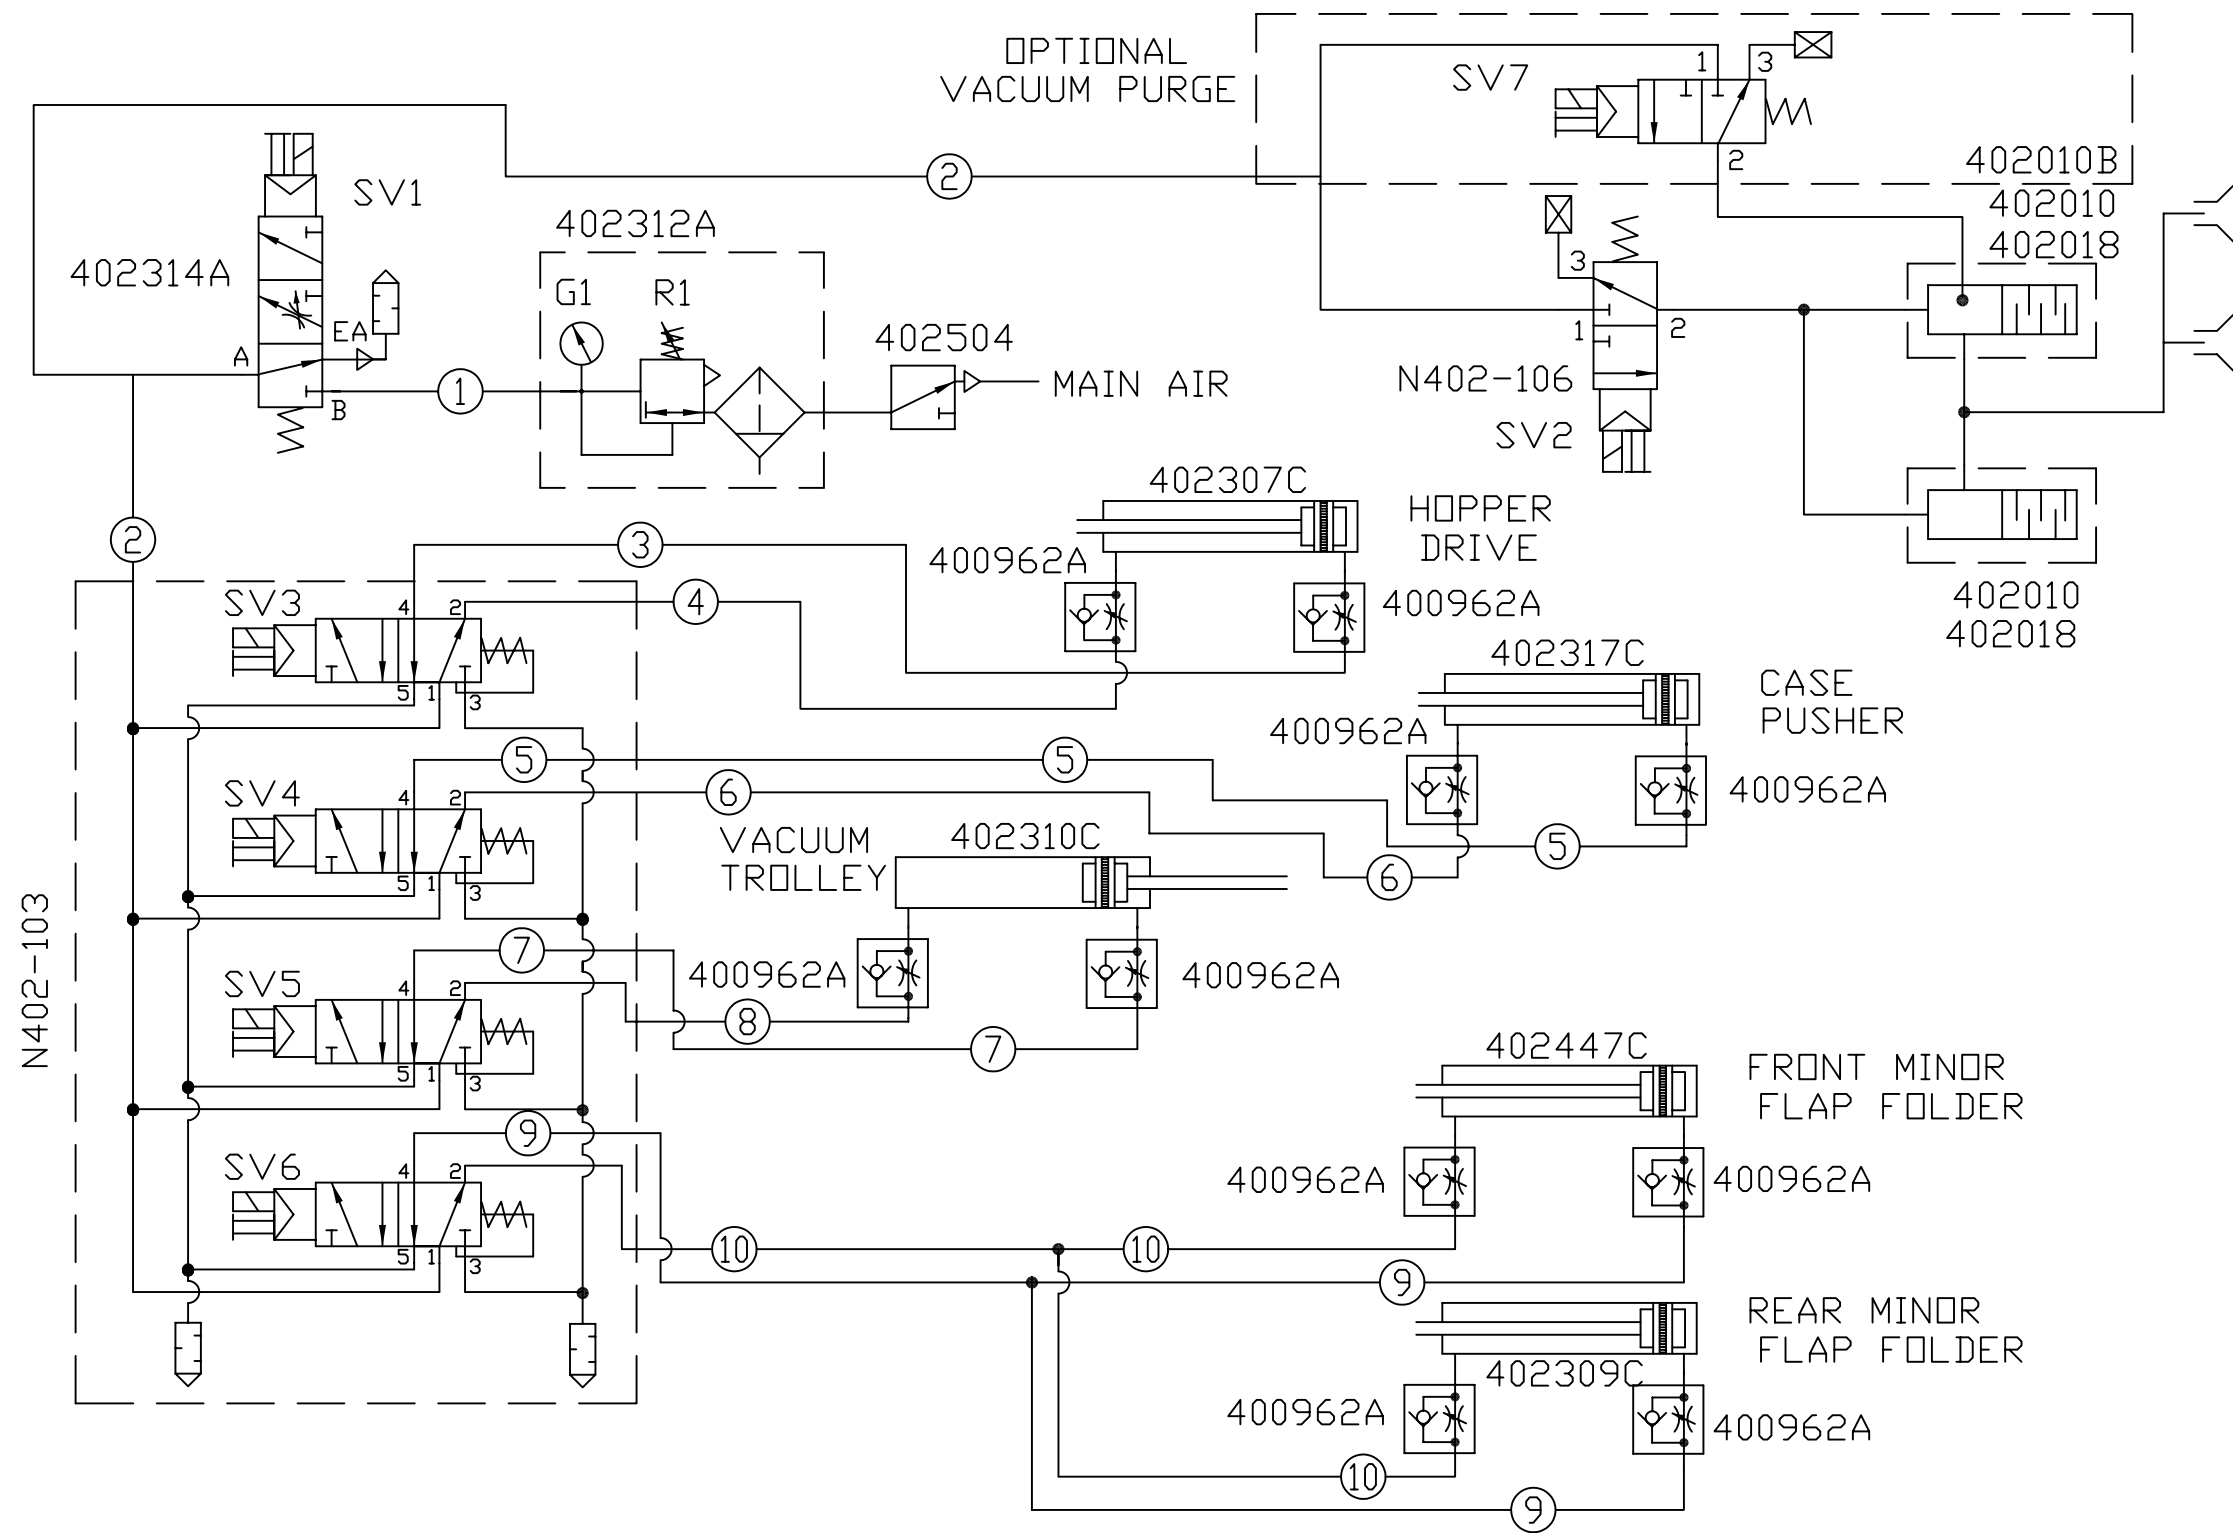 OPTIONAL
VACUUM PURGE
SV7
1
3
2
402010B
402010
402018
SV1
402314A
EA
A
B
2
402312A
G1
R1
1
402504
MAIN AIR
3
1
2
N402-106
SV2
402010
402018
2
3
4
402307C
HOPPER
DRIVE
400962A
400962A
SV3
4
2
5
1
3
402317C
CASE
PUSHER
400962A
400962A
5
5
5
6
6
SV4
4
2
5
1
3
VACUUM
TROLLEY
402310C
400962A
400962A
N402-103
7
8
7
SV5
4
2
5
1
3
402447C
FRONT MINOR
FLAP FOLDER
400962A
400962A
9
SV6
4
2
5
1
3
10
10
9
REAR MINOR
FLAP FOLDER
402309C
400962A
400962A
10
9